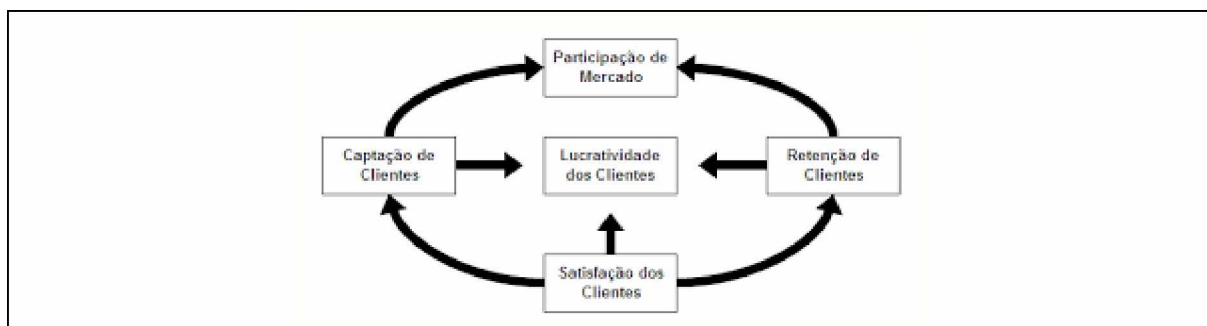 Participação de
Mercado
Captação de
Clientes
Lucratividade
dos Clientes
Retenção de
Clientes
Satisfação dos
Clientes